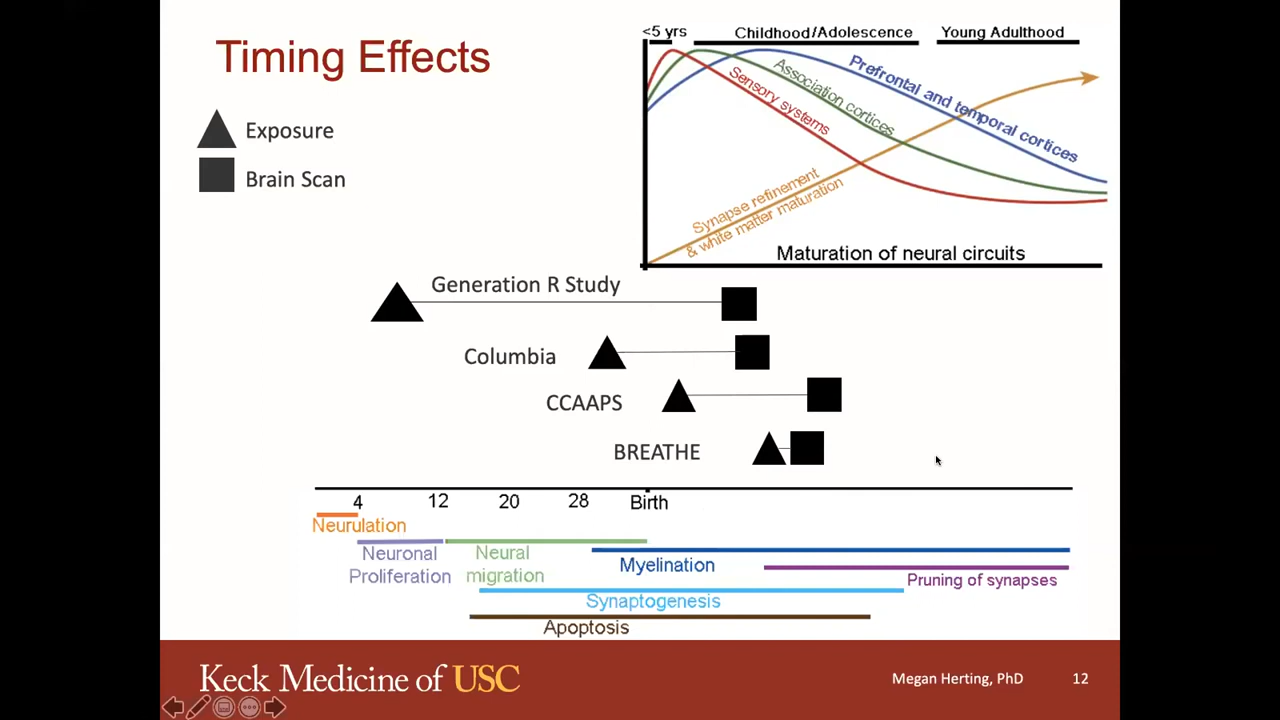 Timing Effects
Exposure
Brain Scan
<5 yrs
Childhood/Adolescence
Young Adulthood
Sensory systems
Association cortices
Prefrontal and temporal cortices
Synapse refinement
& white matter maturation
Maturation of neural circuits
Generation R Study
Columbia
CCAAPS
BREATHE
4 12 20 28 Birth
Neurulation
Neuronal
Proliferation
Neural
migration
Myelination
Pruning of synapses
Synaptogenesis
Apoptosis
Keck Medicine of USC
Megan Herting, PhD
12